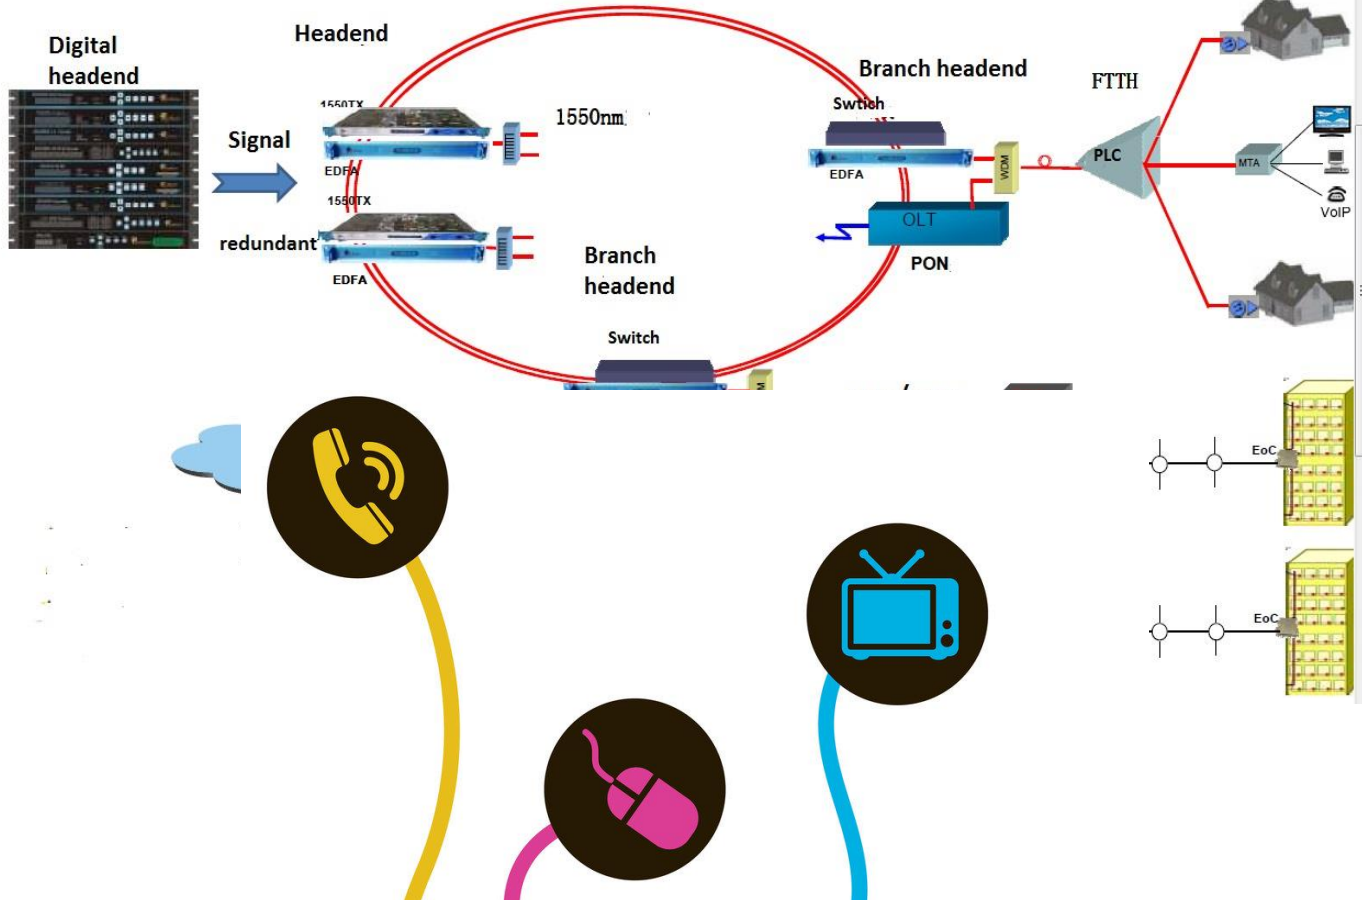 Digital
headend
Signal
Headend
1550TX
EDFA
1550TX
redundant
EDFA
1550nm
Branch
headend
Switch
Branch headend
Swtich
EDFA
WDM
OLT
PON
FTTH
PLC
MTA
VoIP
M
EoC
EoC